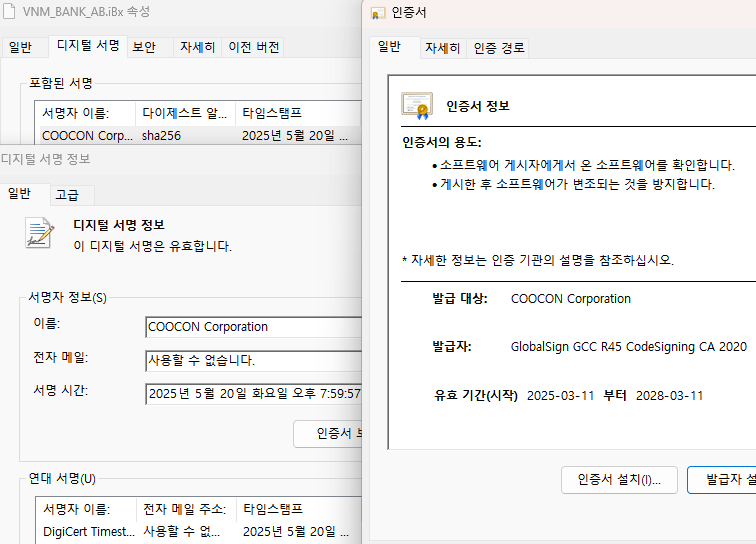 VNM_BANK_AB.iBx 속성
일반 디지털 서명 보안 자세히 이전 버전
포함된 서명
서명자 이름: 다이제스트 알... 타임스탬프
COOCON Corp... sha256 2025년 5월 20일 ...
디지털 서명 정보
일반 고급
디지털 서명 정보
이 디지털 서명은 유효합니다.
서명자 정보(S)
이름: COOCON Corporation
전자 메일: 사용할 수 없습니다.
서명 시간: 2025년 5월 20일 화요일 오후 7:59:57
인증서 보
연대 서명(U)
서명자 이름: 전자 메일 주소: 타임스탬프
DigiCert Timest... 사용할 수 없... 2025년 5월 20일 ...
인증서
일반 자세히 인증 경로
인증서 정보
인증서의 용도:
• 소프트웨어 게시자에게서 온 소프트웨어를 확인합니다.
• 게시한 후 소프트웨어가 변조되는 것을 방지합니다.
* 자세한 정보는 인증 기관의 설명을 참조하십시오.
발급 대상: COOCON Corporation
발급자: GlobalSign GCC R45 CodeSigning CA 2020
유효 기간(시작) 2025-03-11 부터 2028-03-11
인증서 설치(I)... 발급자 설